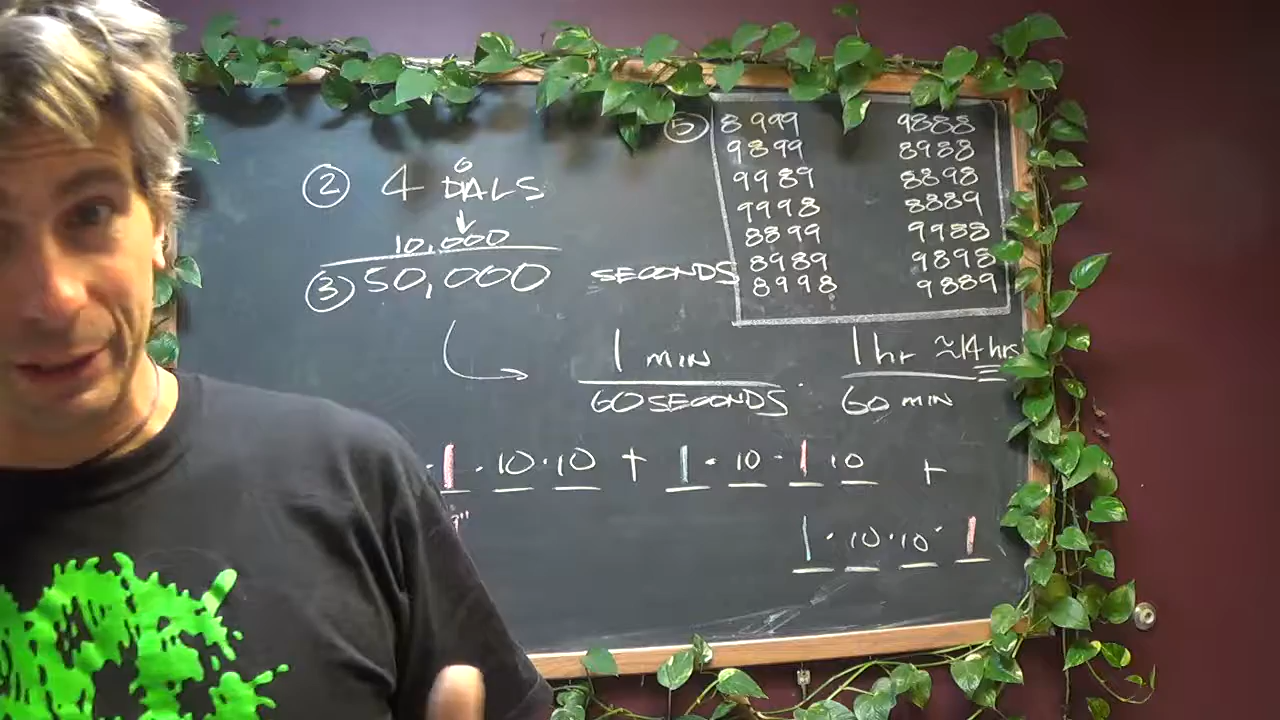 ② 4 DIALS
10,000
③ 50,000 SECONDS
⑤ 8999 9888
9899 8988
9989 8898
9998 8889
8899 9988
8989 9898
8998 9889
1 MIN 1 hr ≈14 hrs
60 SECONDS · 60 MIN
· 1 · 10 · 10 + 1 · 10 · 1 · 10 +
9"
1 · 10 · 10 · 1